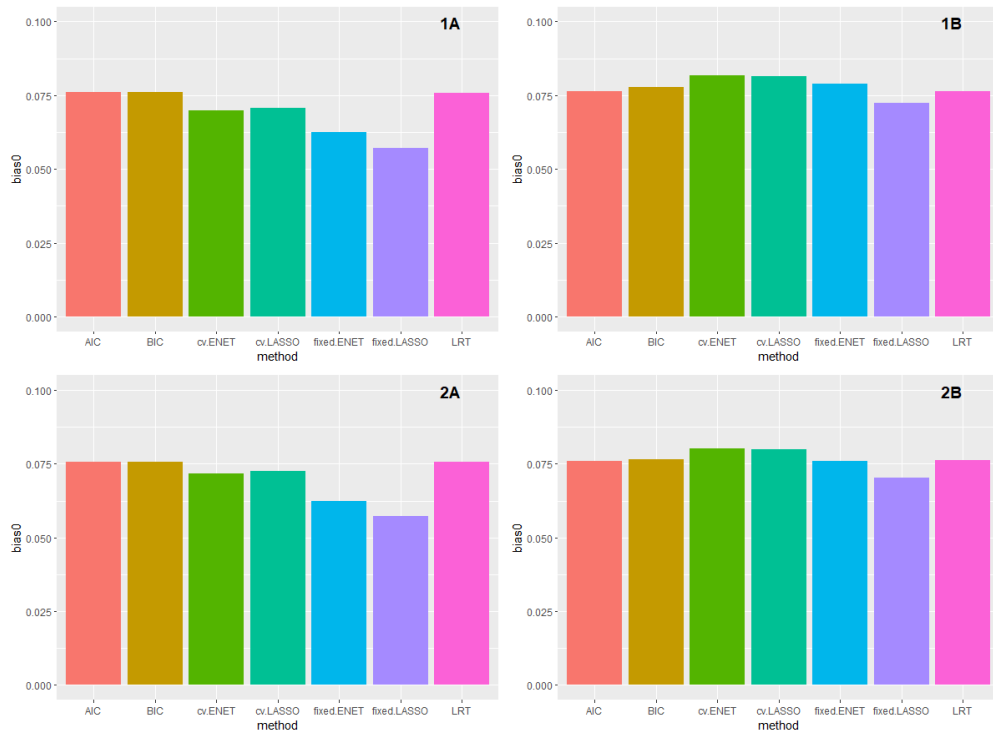 1A
0.100
0.075
0.050
0.025
0.000
bias0
AIC BIC cv.ENET cv.LASSO fixed.ENET fixed.LASSO LRT
method
1B
0.100
0.075
0.050
0.025
0.000
bias0
AIC BIC cv.ENET cv.LASSO fixed.ENET fixed.LASSO LRT
method
2A
0.100
0.075
0.050
0.025
0.000
bias0
AIC BIC cv.ENET cv.LASSO fixed.ENET fixed.LASSO LRT
method
2B
0.100
0.075
0.050
0.025
0.000
bias0
AIC BIC cv.ENET cv.LASSO fixed.ENET fixed.LASSO LRT
method